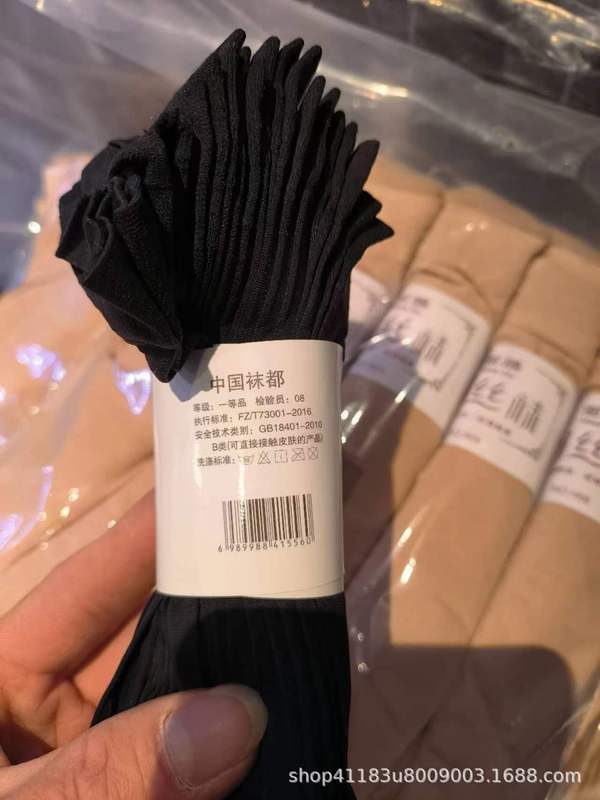 中国袜都
等级：一等品 检验员：08
执行标准：FZ/T73001-2016
安全技术类别：GB18401-2010
B类(可直接接触皮肤的产品)
洗涤标准：
6 989988 415560
丝袜
丝袜
shop41183u8009003.1688.com